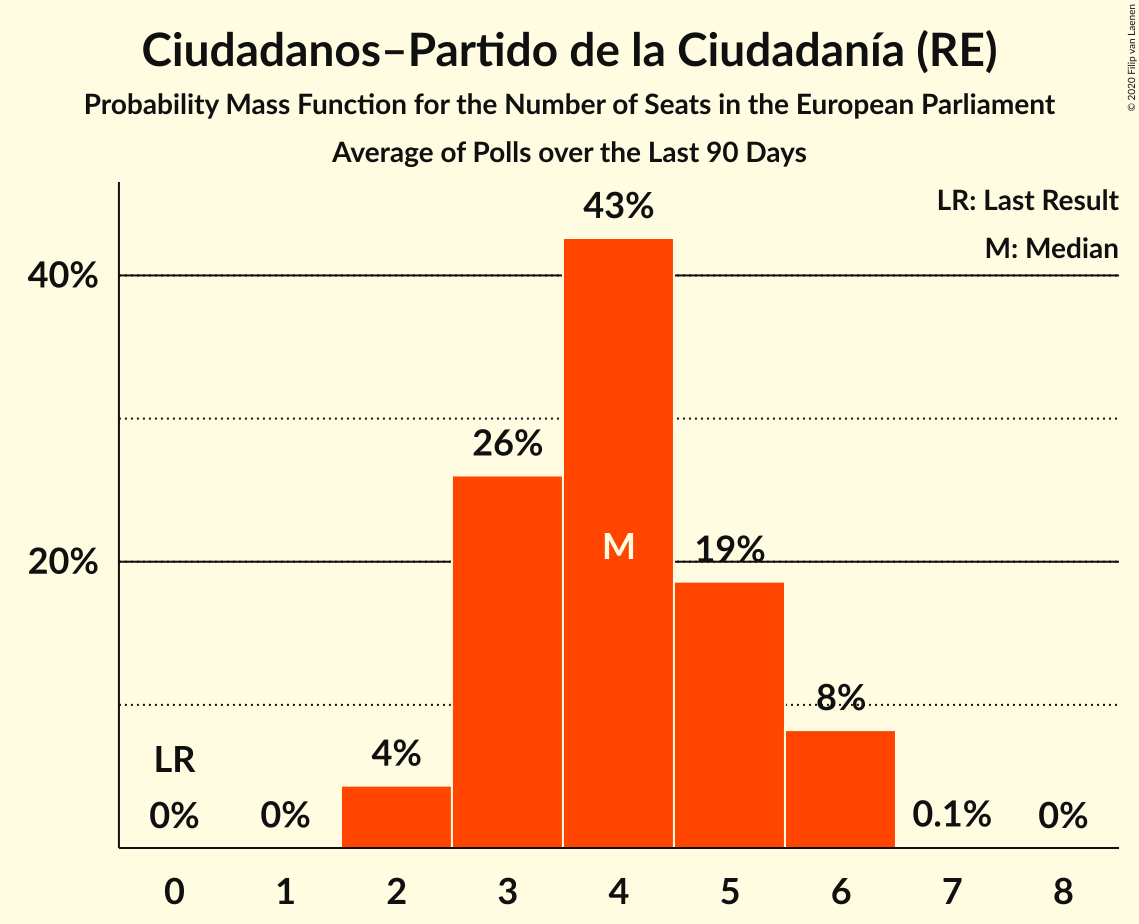 Ciudadanos–Partido de la Ciudadanía (RE)
Probability Mass Function for the Number of Seats in the European Parliament
Average of Polls over the Last 90 Days
© 2020 Filip van Laenen
LR: Last Result
M: Median
43%
40%
26%
M
19%
20%
8%
4%
LR
0%
0%
0.1%
0%
0 1 2 3 4 5 6 7 8